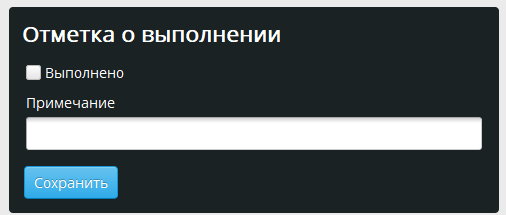 Отметка о выполнении
Выполнено
Примечание
Сохранить